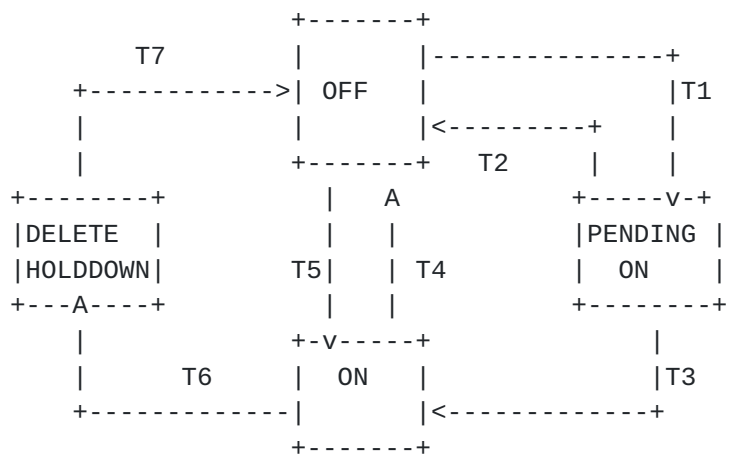 T7
OFF
T1
T2
DELETE
HOLDDOWN
PENDING
ON
T5
T4
T6
ON
T3